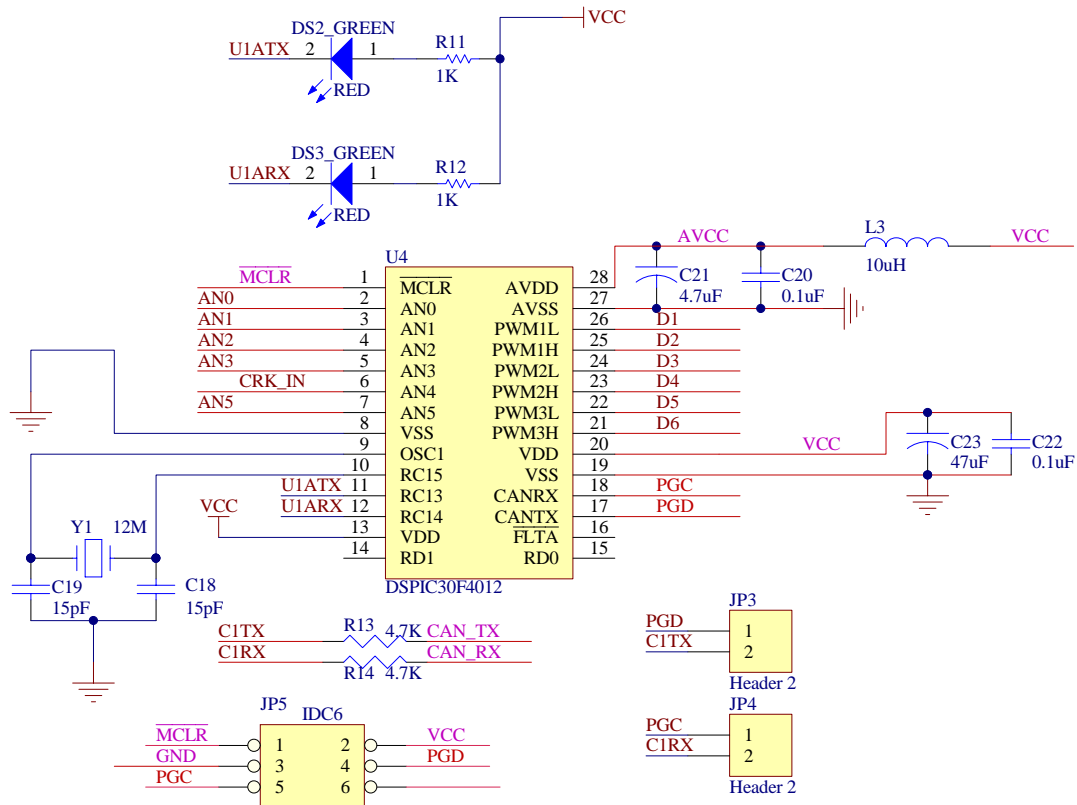 VCC
DS2_GREEN
U1ATX 2 1 R11
1K
RED
DS3_GREEN
U1ARX 2 1 R12
1K
RED
L3
AVCC VCC
10uH
C21
4.7uF
C20
0.1uF
U4
MCLR 1 MCLR AVDD 28
AN0 2 AN0 AVSS 27
AN1 3 AN1 PWM1L 26 D1
AN2 4 AN2 PWM1H 25 D2
AN3 5 AN3 PWM2L 24 D3
CRK_IN 6 AN4 PWM2H 23 D4
AN5 7 AN5 PWM3L 22 D5
8 VSS PWM3H 21 D6
9 OSC1 VDD 20 VCC
10 RC15 VSS 19
U1ATX 11 RC13 CANRX 18 PGC
U1ARX 12 RC14 CANTX 17 PGD
VCC 13 VDD FLTA 16
14 RD1 RD0 15
DSPIC30F4012
C23
47uF
C22
0.1uF
Y1 12M
C19
15pF
C18
15pF
C1TX R13 4.7K CAN_TX
C1RX CAN_RX
R14 4.7K
JP3
PGD 1
C1TX 2
Header 2
JP4
PGC 1
C1RX 2
Header 2
JP5 IDC6
MCLR 1 2 VCC
GND 3 4 PGD
PGC 5 6